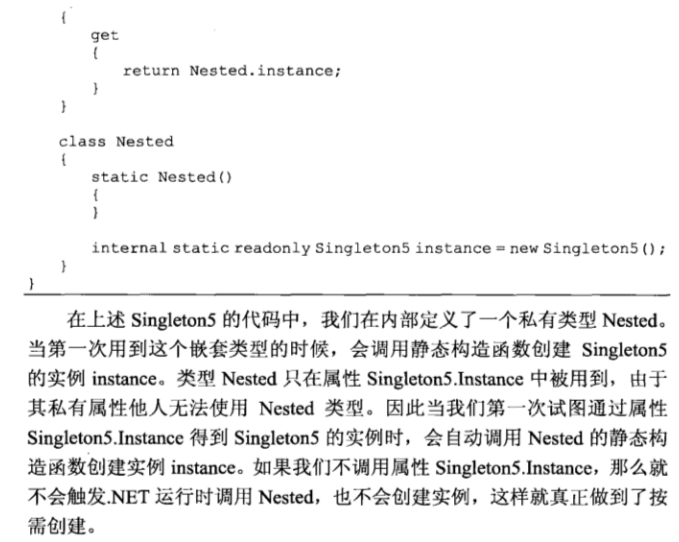 {
get
{
return Nested.instance;
}
}
class Nested
{
static Nested()
{
}
internal static readonly Singleton5 instance = new Singleton5();
}
}
在上述 Singleton5 的代码中，我们在内部定义了一个私有类型 Nested。
当第一次用到这个嵌套类型的时候，会调用静态构造函数创建 Singleton5
的实例 instance。类型 Nested 只在属性 Singleton5.Instance 中被用到，由于
其私有属性他人无法使用 Nested 类型。因此当我们第一次试图通过属性
Singleton5.Instance 得到 Singleton5 的实例时，会自动调用 Nested 的静态构
造函数创建实例 instance。如果我们不调用属性 Singleton5.Instance，那么就
不会触发.NET 运行时调用 Nested，也不会创建实例，这样就真正做到了按
需创建。